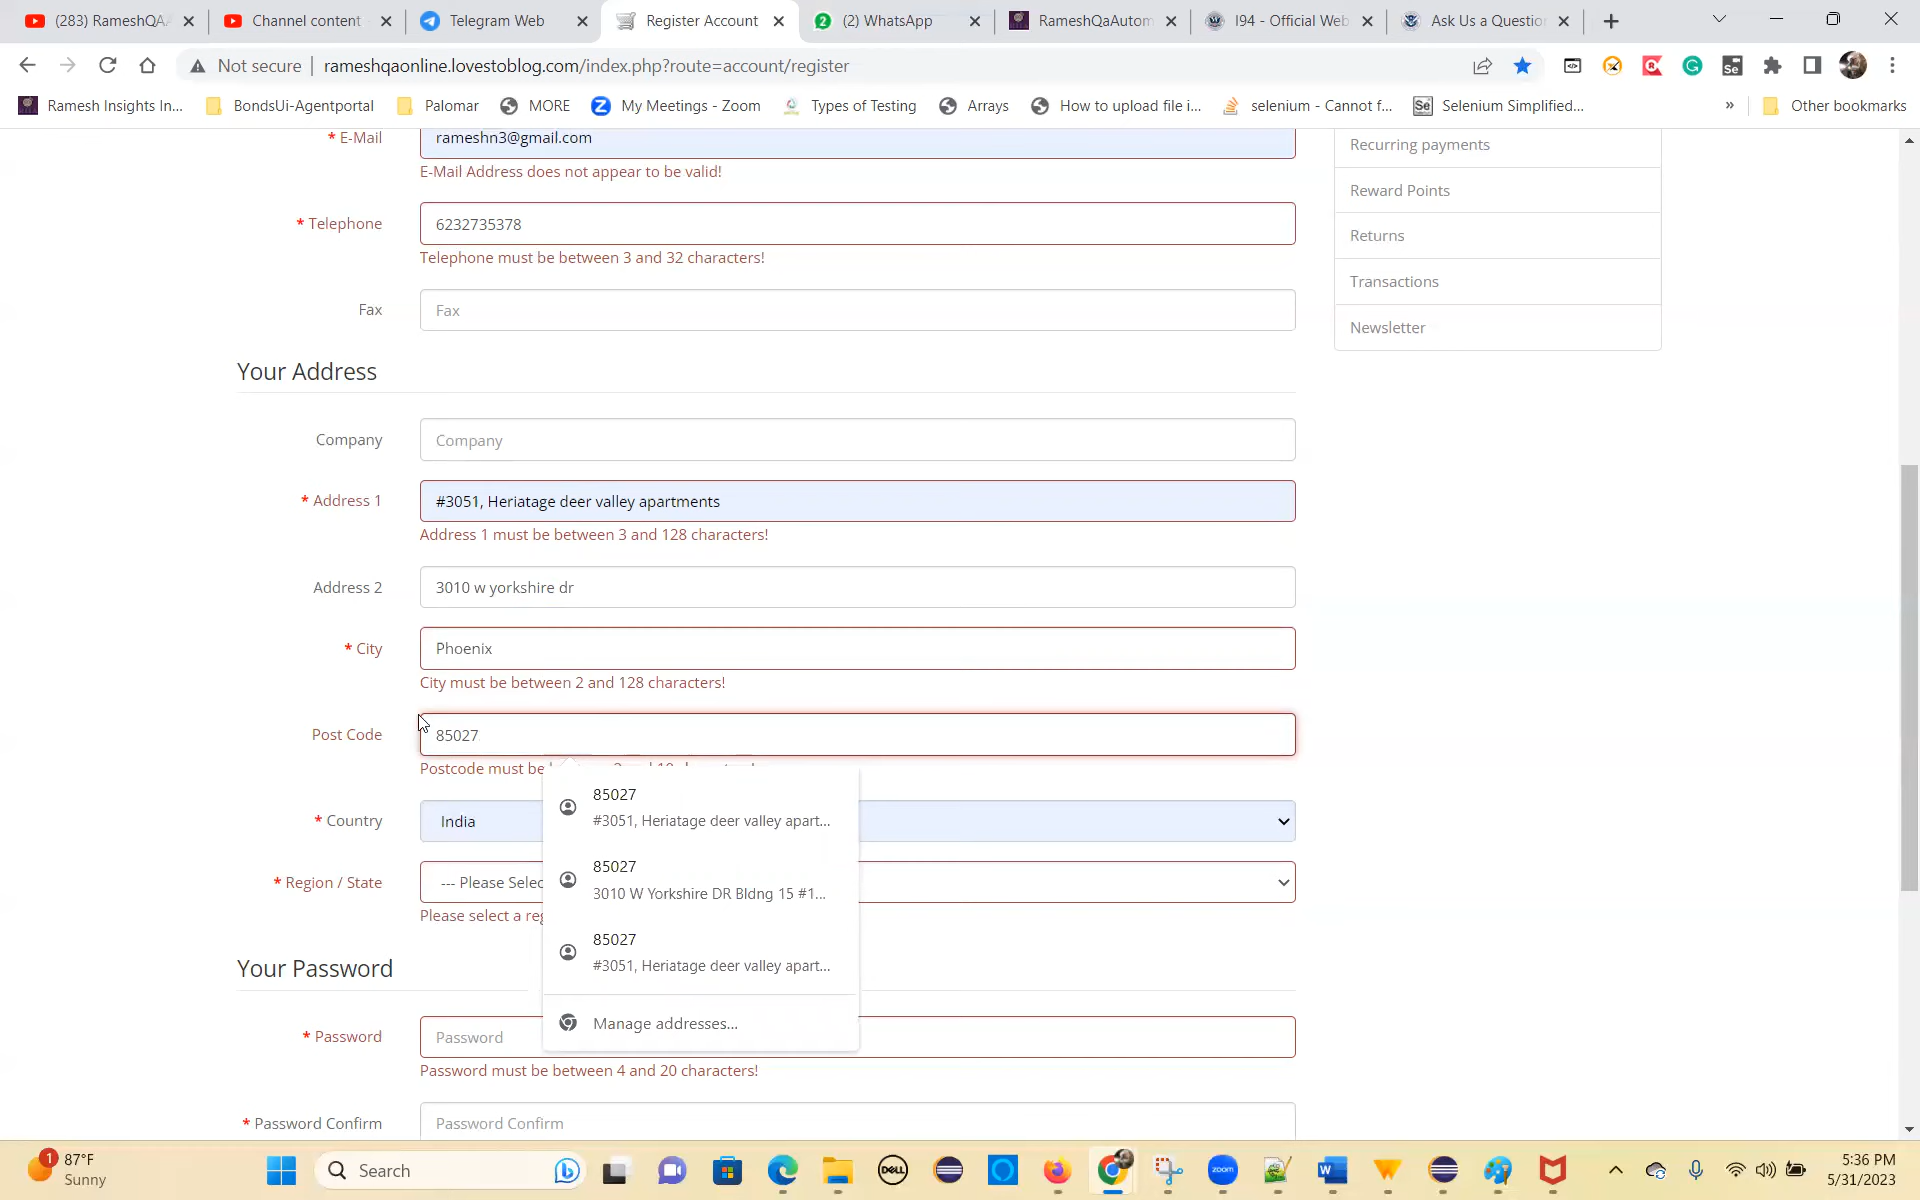 (283) RameshQA
Channel content
Telegram Web
Register Account
2 (2) WhatsApp
RameshQaAutom
I94 - Official Web
Ask Us a Questio
Not secure rameshqaonline.lovestoblog.com/index.php?route=account/register
Ramesh Insights In... BondsUi-Agentportal Palomar MORE My Meetings - Zoom Types of Testing Arrays How to upload file i... selenium - Cannot f... Selenium Simplified... » Other bookmarks
* E-Mail rameshn3@gmail.com
E-Mail Address does not appear to be valid!
* Telephone 6232735378
Telephone must be between 3 and 32 characters!
Fax Fax
Your Address
Company Company
* Address 1 #3051, Heriatage deer valley apartments
Address 1 must be between 3 and 128 characters!
Address 2 3010 w yorkshire dr
* City Phoenix
City must be between 2 and 128 characters!
Post Code 85027
Postcode must be
85027
#3051, Heriatage deer valley apart...
85027
3010 W Yorkshire DR Bldng 15 #1...
85027
#3051, Heriatage deer valley apart...
Manage addresses...
* Country India
* Region / State --- Please Selec
Please select a reg
Your Password
* Password Password
Password must be between 4 and 20 characters!
* Password Confirm Password Confirm
Recurring payments
Reward Points
Returns
Transactions
Newsletter
1 87°F
Sunny
Search
DELL
zoom
5:36 PM
5/31/2023